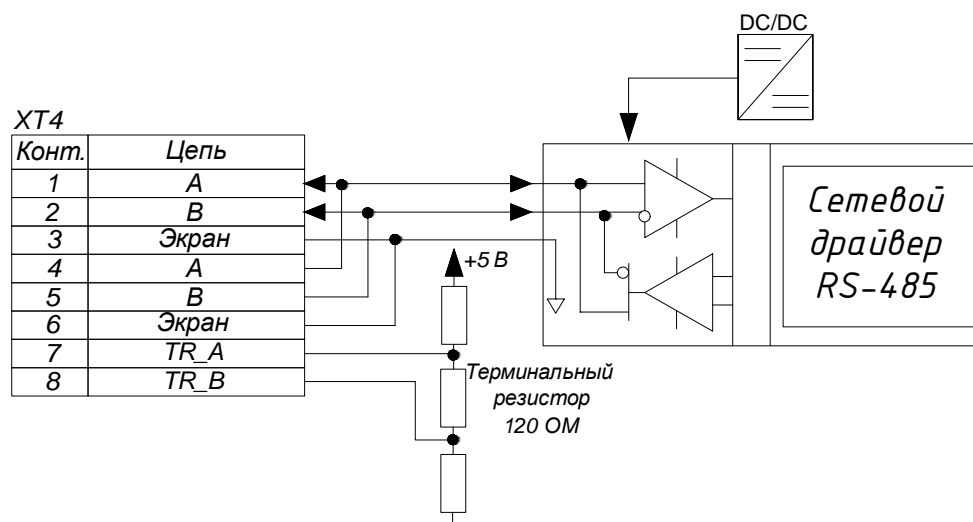 DC/DC
XT4
Конт. Цепь
1 A
2 B
3 Экран
4 A
5 B
6 Экран
7 TR_A
8 TR_B
+5 В
Терминальный
резистор
120 ОМ
Сетевой
драйвер
RS-485